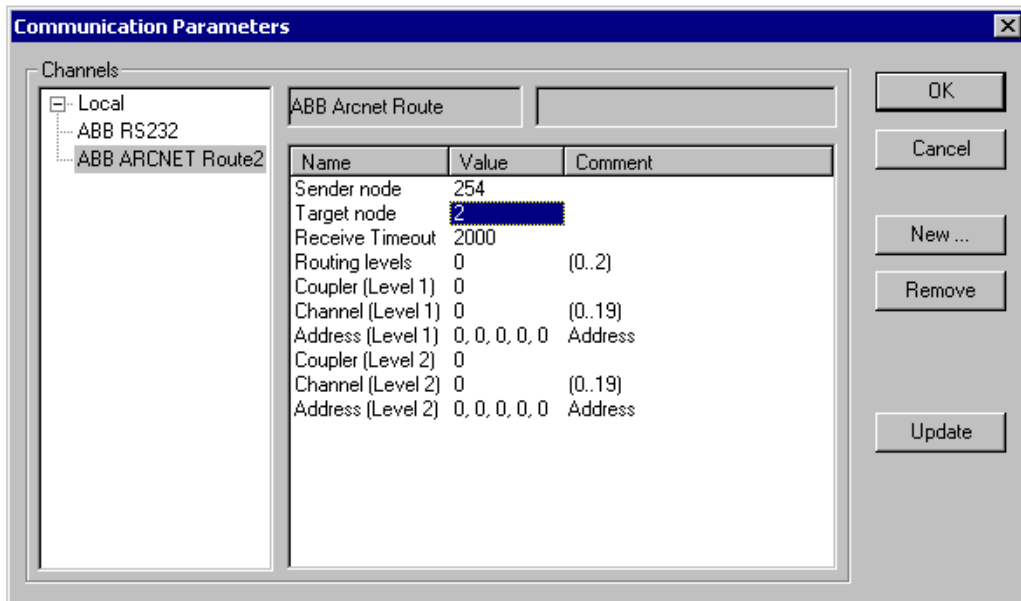 Communication Parameters
Channels
Local
ABB RS232
ABB ARCNET Route2
ABB Arcnet Route
Name Value Comment
Sender node 254
Target node 2
Receive Timeout 2000
Routing levels 0 (0..2)
Coupler (Level 1) 0
Channel (Level 1) 0 (0..19)
Address (Level 1) 0, 0, 0, 0, 0 Address
Coupler (Level 2) 0
Channel (Level 2) 0 (0..19)
Address (Level 2) 0, 0, 0, 0, 0 Address
OK
Cancel
New ...
Remove
Update